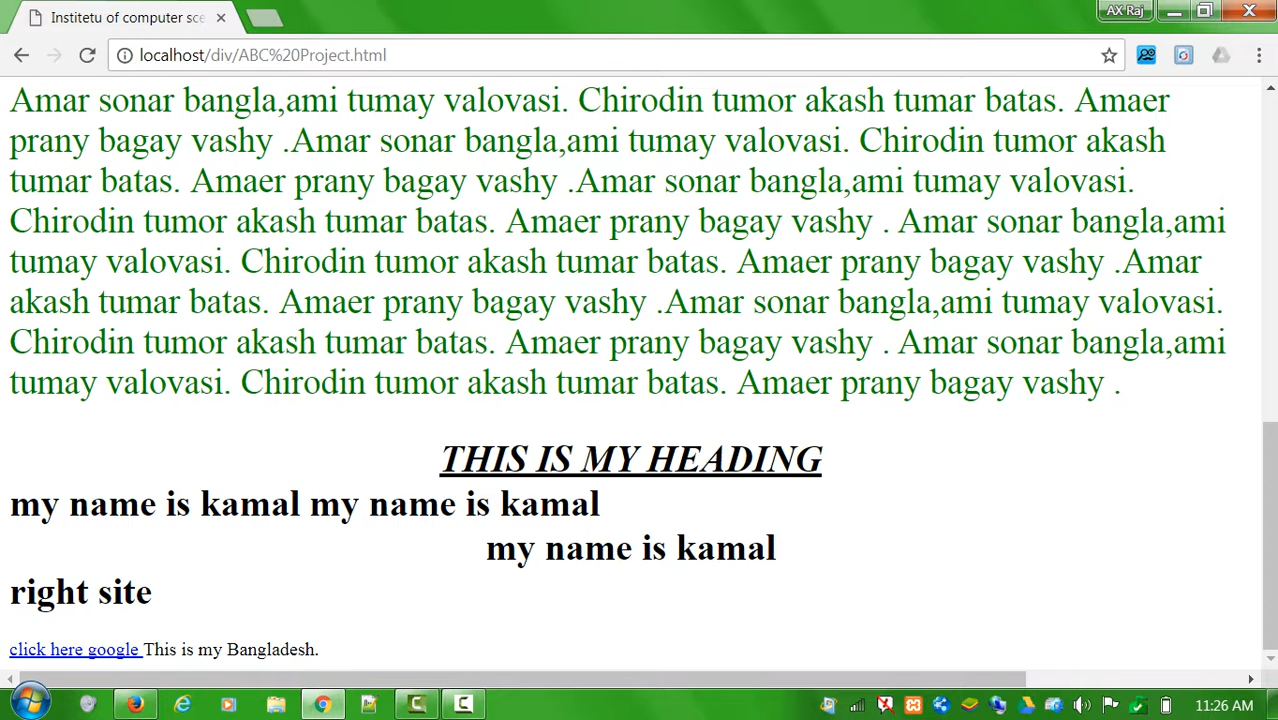 Institetu of computer sce
AX Raj
localhost/div/ABC%20Project.html
Amar sonar bangla,ami tumay valovasi. Chirodin tumor akash tumar batas. Amaer
prany bagay vashy .Amar sonar bangla,ami tumay valovasi. Chirodin tumor akash
tumar batas. Amaer prany bagay vashy .Amar sonar bangla,ami tumay valovasi.
Chirodin tumor akash tumar batas. Amaer prany bagay vashy . Amar sonar bangla,ami
tumay valovasi. Chirodin tumor akash tumar batas. Amaer prany bagay vashy .Amar
akash tumar batas. Amaer prany bagay vashy .Amar sonar bangla,ami tumay valovasi.
Chirodin tumor akash tumar batas. Amaer prany bagay vashy . Amar sonar bangla,ami
tumay valovasi. Chirodin tumor akash tumar batas. Amaer prany bagay vashy .
THIS IS MY HEADING
my name is kamal my name is kamal
my name is kamal
right site
click here google This is my Bangladesh.
11:26 AM